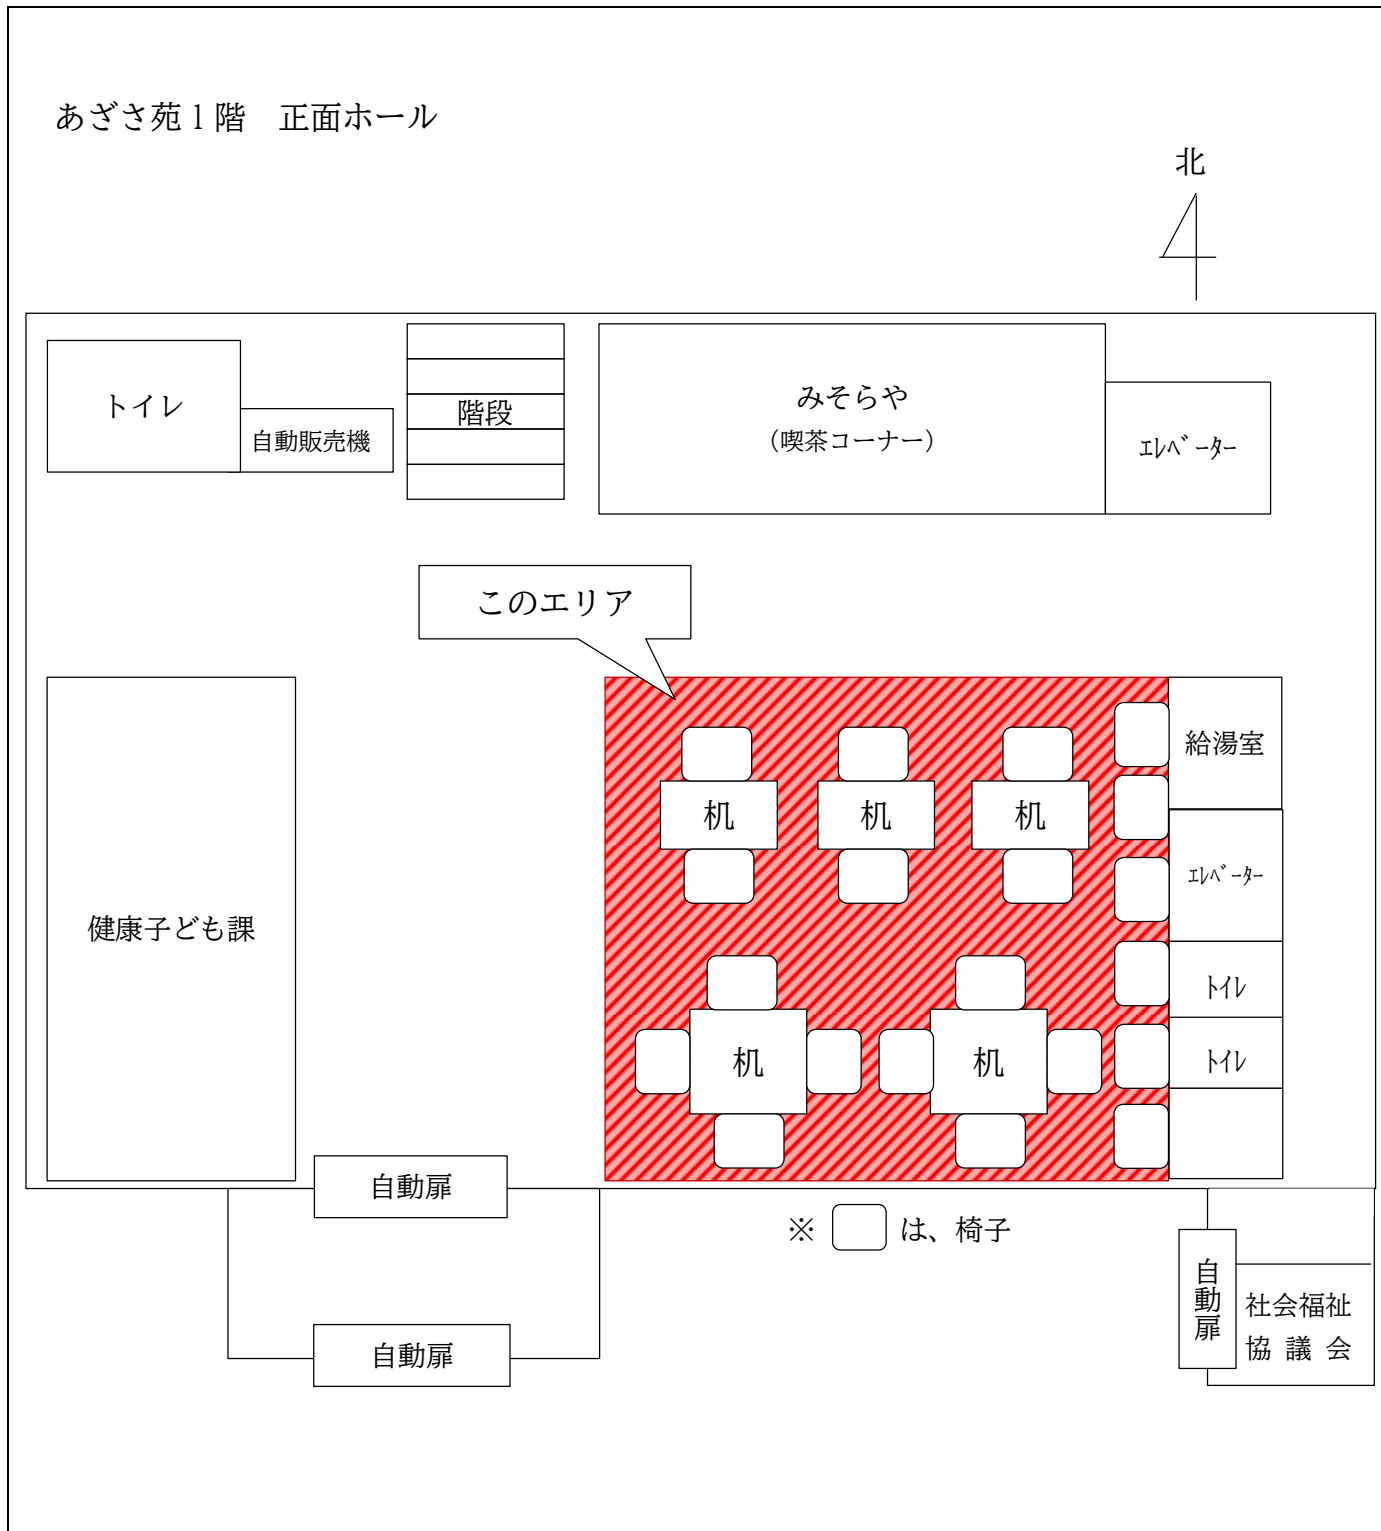 あざさ苑1階　正面ホール
北
トイレ
自動販売機
階段
みそらや
（喫茶コーナー）
ｴﾚﾍﾞｰﾀｰ
このエリア
給湯室
机
机
机
ｴﾚﾍﾞｰﾀｰ
健康子ども課
ﾄｲﾚ
机
机
ﾄｲﾚ
自動扉
※ は、椅子
自動扉
社会福祉
協議会
自動扉